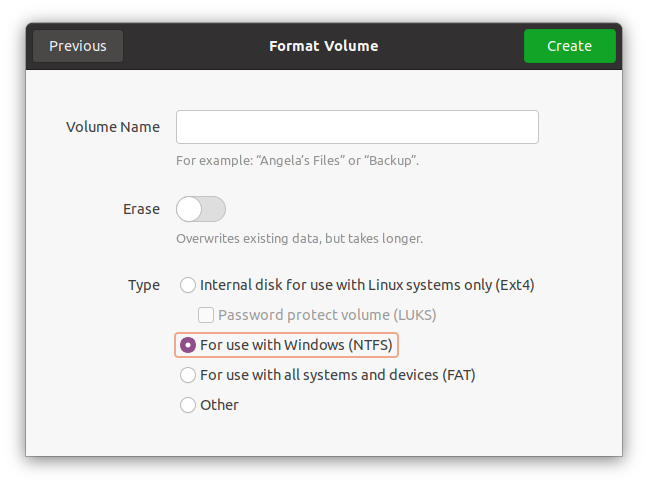 Previous
Format Volume
Create
Volume Name
For example: “Angela’s Files” or “Backup”.
Erase
Overwrites existing data, but takes longer.
Type
Internal disk for use with Linux systems only (Ext4)
Password protect volume (LUKS)
For use with Windows (NTFS)
For use with all systems and devices (FAT)
Other